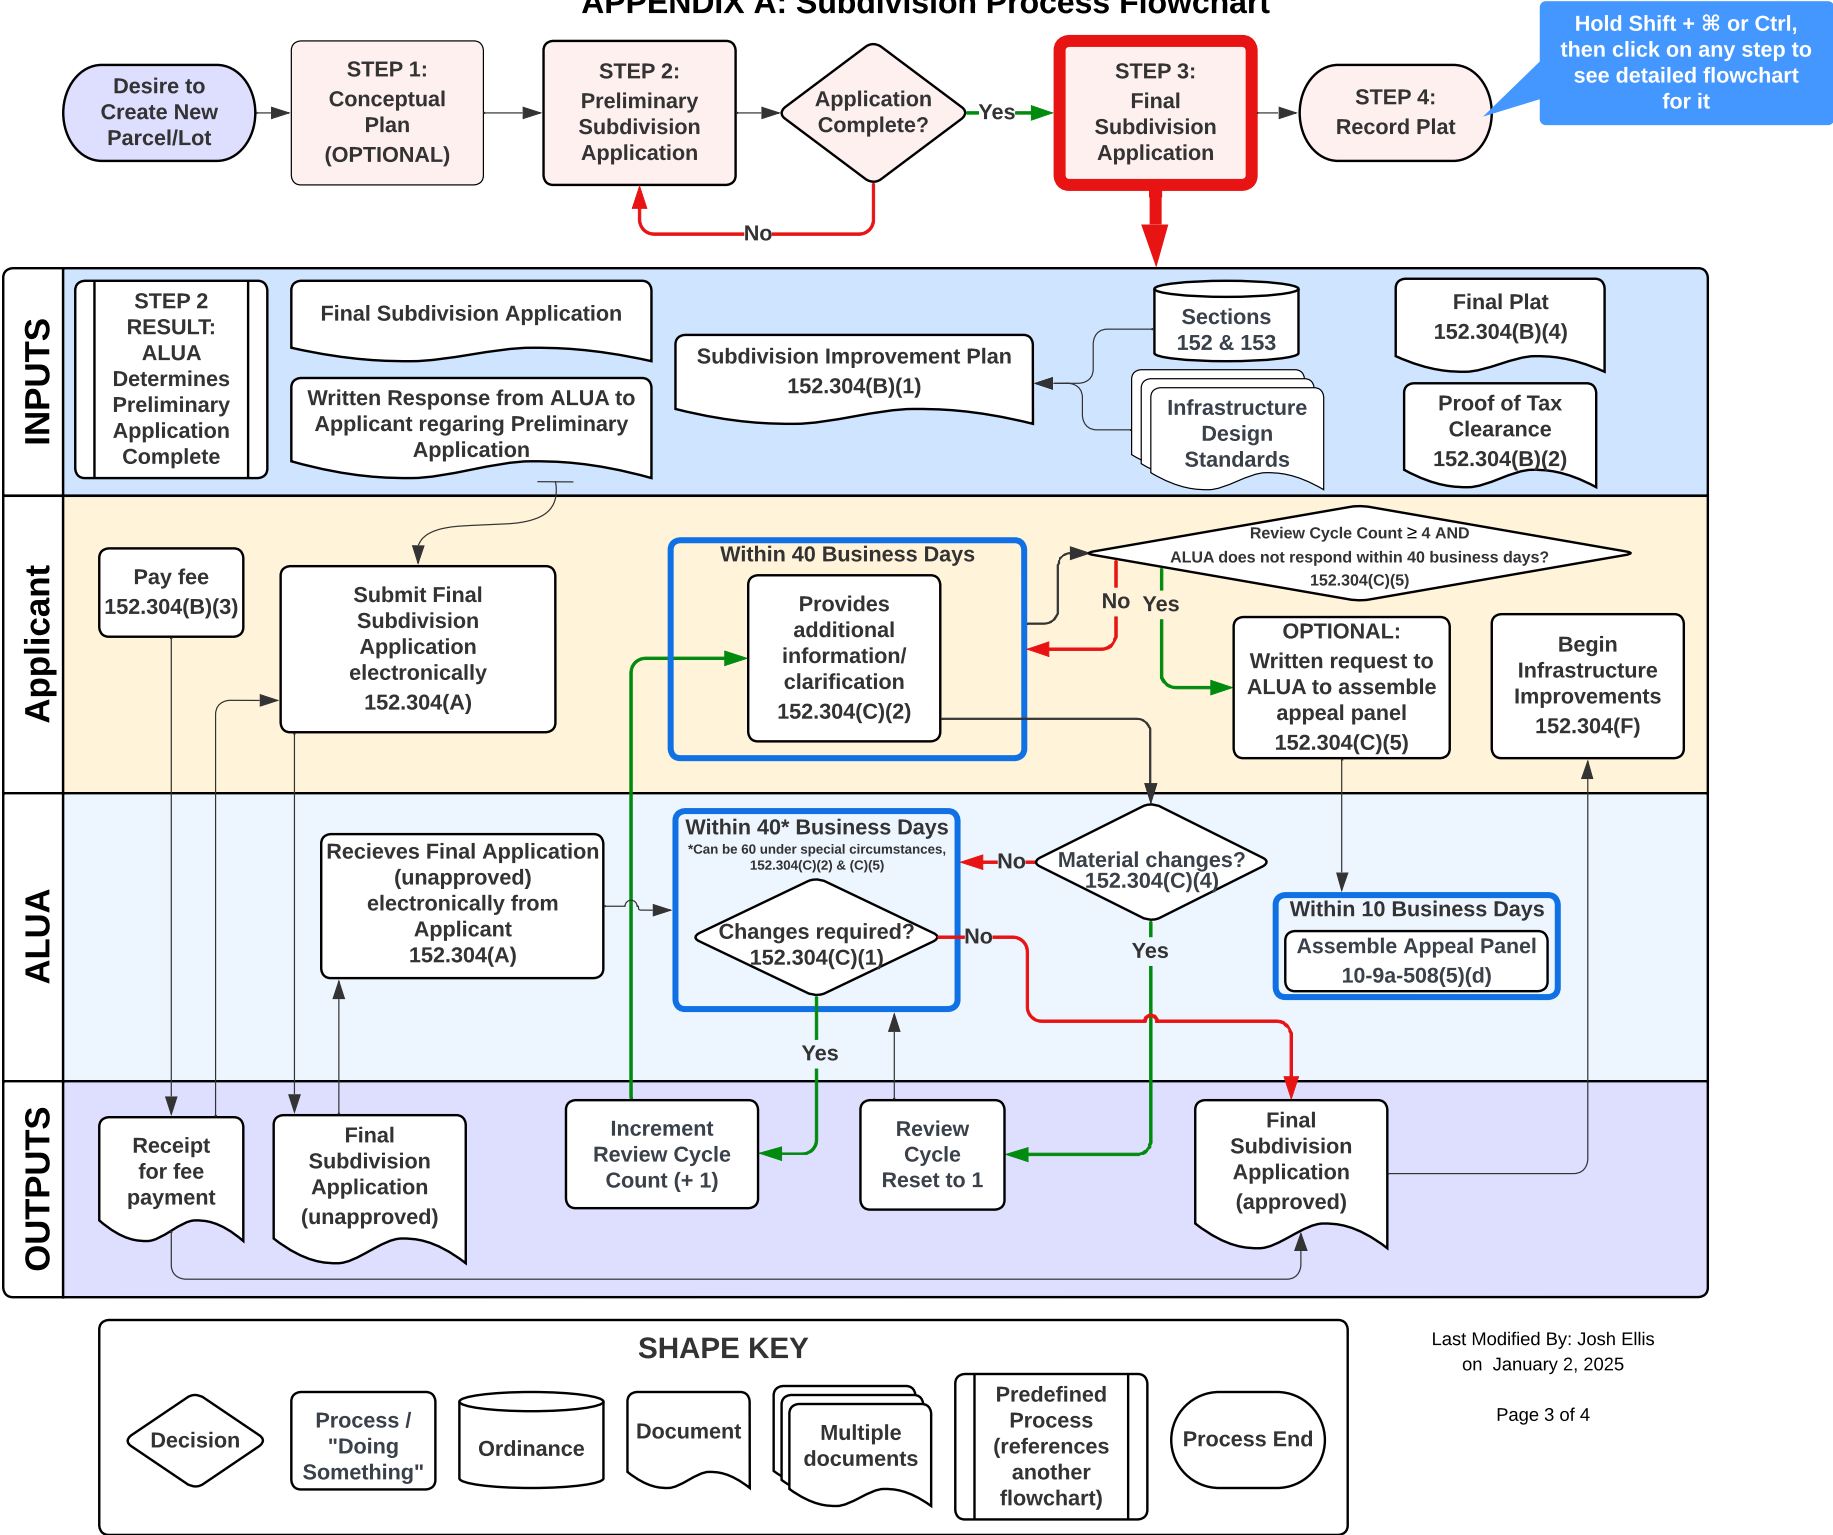 APPENDIX A: Subdivision Process Flowchart
Hold Shift + ⌘ or Ctrl,
then click on any step to
see detailed flowchart
for it
Desire to
Create New
Parcel/Lot
STEP 1:
Conceptual
Plan
(OPTIONAL)
STEP 2:
Preliminary
Subdivision
Application
Application
Complete?
Yes
No
STEP 3:
Final
Subdivision
Application
STEP 4:
Record Plat
INPUTS
STEP 2
RESULT:
ALUA
Determines
Preliminary
Application
Complete
Final Subdivision Application
Written Response from ALUA to
Applicant regaring Preliminary
Application
Subdivision Improvement Plan
152.304(B)(1)
Sections
152 & 153
Infrastructure
Design
Standards
Final Plat
152.304(B)(4)
Proof of Tax
Clearance
152.304(B)(2)
Applicant
Pay fee
152.304(B)(3)
Submit Final
Subdivision
Application
electronically
152.304(A)
Within 40 Business Days
Provides
additional
information/
clarification
152.304(C)(2)
Review Cycle Count ≥ 4 AND
ALUA does not respond within 40 business days?
152.304(C)(5)
No
Yes
OPTIONAL:
Written request to
ALUA to assemble
appeal panel
152.304(C)(5)
Begin
Infrastructure
Improvements
152.304(F)
ALUA
Recieves Final Application
(unapproved)
electronically from
Applicant
152.304(A)
Within 40* Business Days
*Can be 60 under special circumstances,
152.304(C)(2) & (C)(5)
Changes required?
152.304(C)(1)
No
Yes
Material changes?
152.304(C)(4)
No
Yes
Within 10 Business Days
Assemble Appeal Panel
10-9a-508(5)(d)
OUTPUTS
Receipt
for fee
payment
Final
Subdivision
Application
(unapproved)
Increment
Review Cycle
Count (+ 1)
Review
Cycle
Reset to 1
Final
Subdivision
Application
(approved)
SHAPE KEY
Decision
Process /
"Doing
Something"
Ordinance
Document
Multiple
documents
Predefined
Process
(references
another
flowchart)
Process End
Last Modified By: Josh Ellis
on January 2, 2025
Page 3 of 4